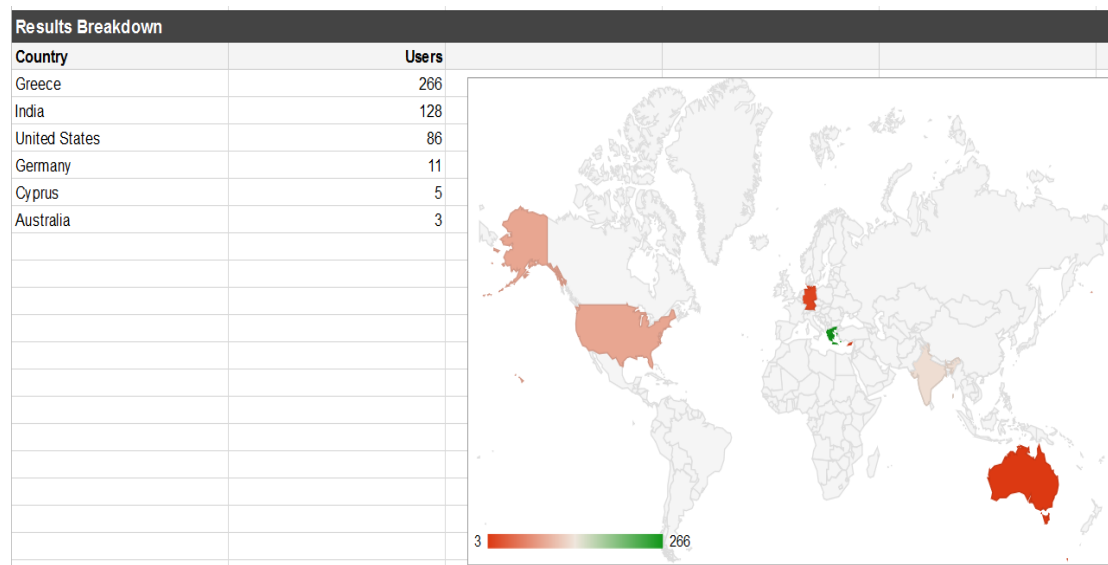 Results Breakdown
Country Users
Greece 266
India 128
United States 86
Germany 11
Cyprus 5
Australia 3
3 266